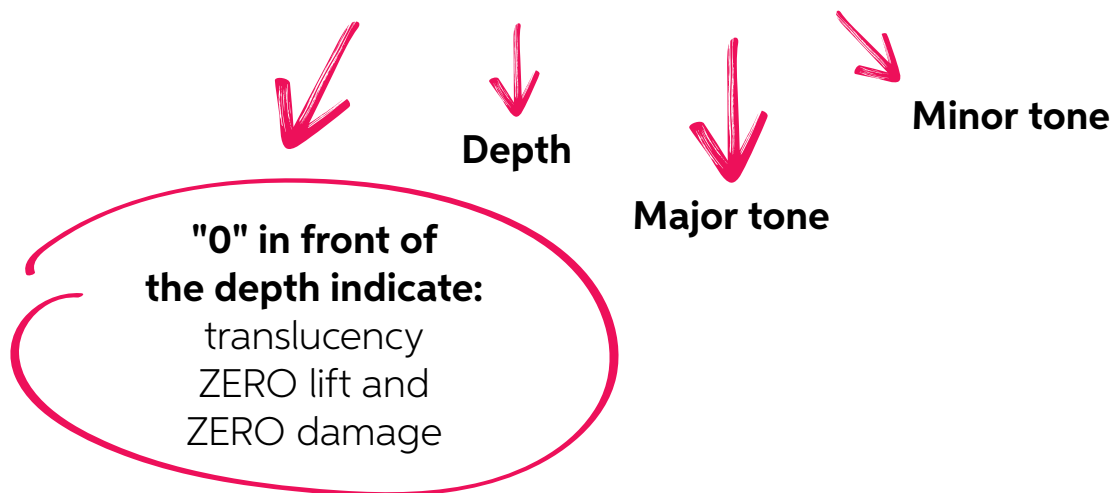 Minor tone
Depth
Major tone
"0" in front of
the depth indicate:
translucency
ZERO lift and
ZERO damage